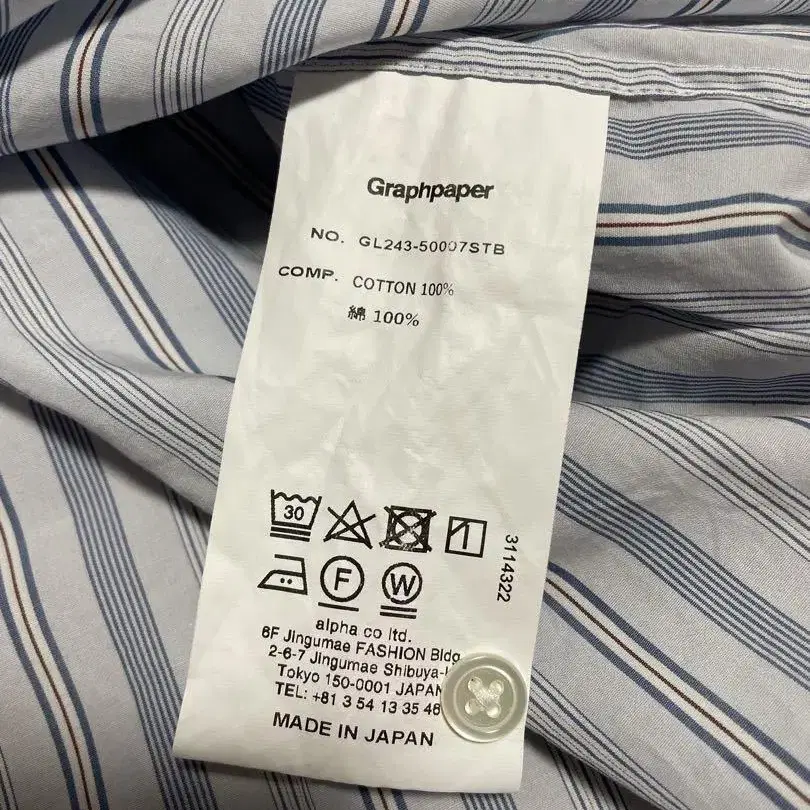 Graphpaper
NO. GL243-50007STB
COMP. COTTON 100%
綿 100%
30
3114322
F W
alpha co ltd.
6F Jingumae FASHION Bldg
2-6-7 Jingumae Shibuya-
Tokyo 150-0001 JAPAN
TEL: +81 3 54 13 35 46
MADE IN JAPAN